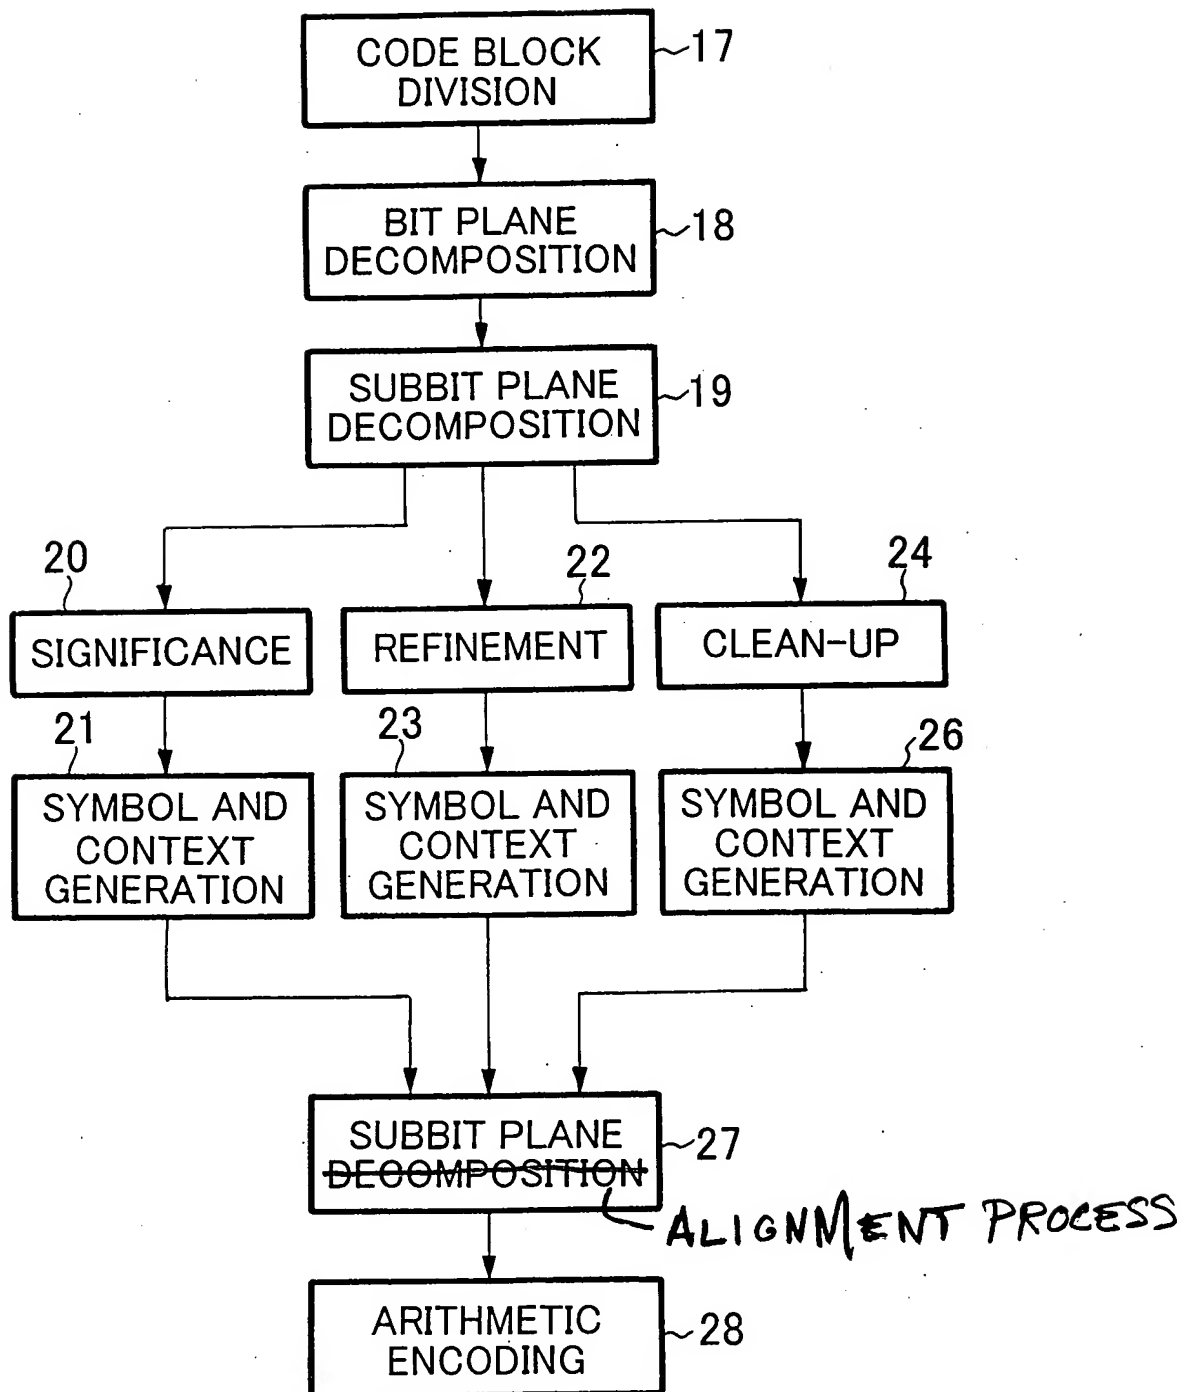 CODE BLOCK
DIVISION
17
BIT PLANE
DECOMPOSITION
18
SUBBIT PLANE
DECOMPOSITION
19
20
22
24
SIGNIFICANCE
REFINEMENT
CLEAN-UP
21
23
26
SYMBOL AND
CONTEXT
GENERATION
SYMBOL AND
CONTEXT
GENERATION
SYMBOL AND
CONTEXT
GENERATION
SUBBIT PLANE
DECOMPOSITION
27
ALIGNMENT PROCESS
ARITHMETIC
ENCODING
28